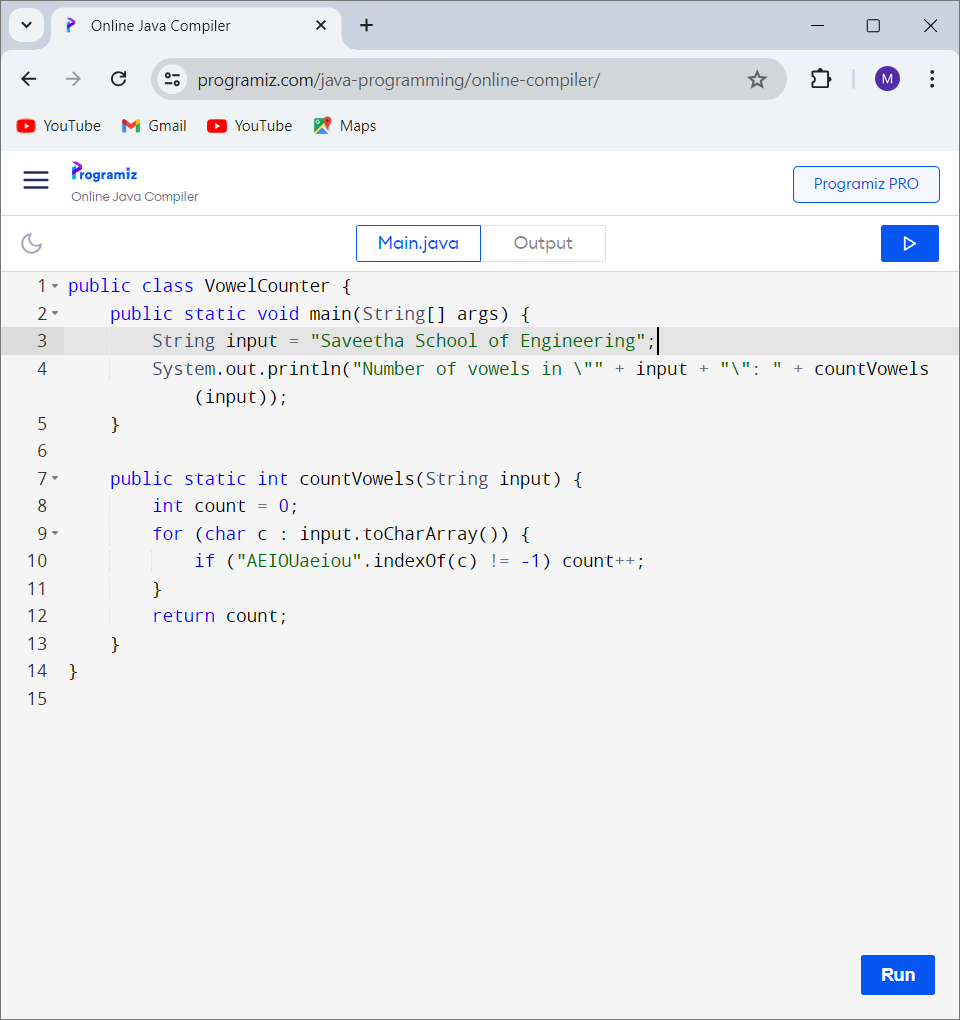 Online Java Compiler
programiz.com/java-programming/online-compiler/
M
YouTube Gmail YouTube Maps
Programiz
Online Java Compiler
Programiz PRO
Main.java Output
1 public class VowelCounter {
2     public static void main(String[] args) {
3         String input = "Saveetha School of Engineering";
4         System.out.println("Number of vowels in \"" + input + "\": " + countVowels
            (input));
5     }
6
7     public static int countVowels(String input) {
8         int count = 0;
9         for (char c : input.toCharArray()) {
10             if ("AEIOUaeiou".indexOf(c) != -1) count++;
11         }
12         return count;
13     }
14 }
15
Run